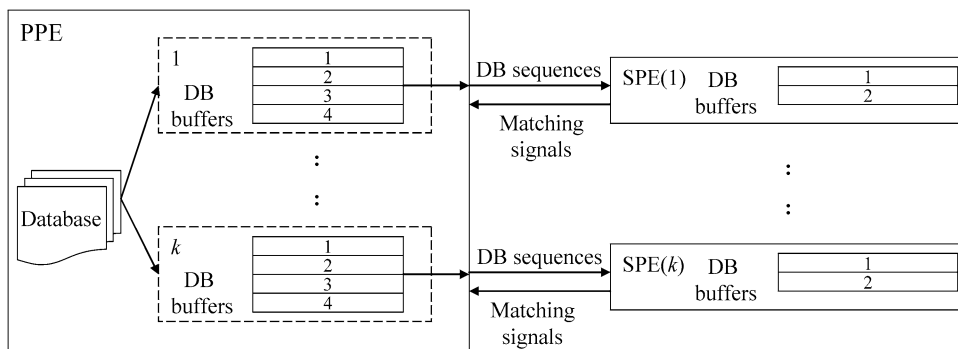 PPE
1
DB
buffers
1
2
3
4
DB sequences
Matching
signals
SPE(1)
DB
buffers
1
2
Database
k
DB
buffers
1
2
3
4
DB sequences
Matching
signals
SPE(k)
DB
buffers
1
2